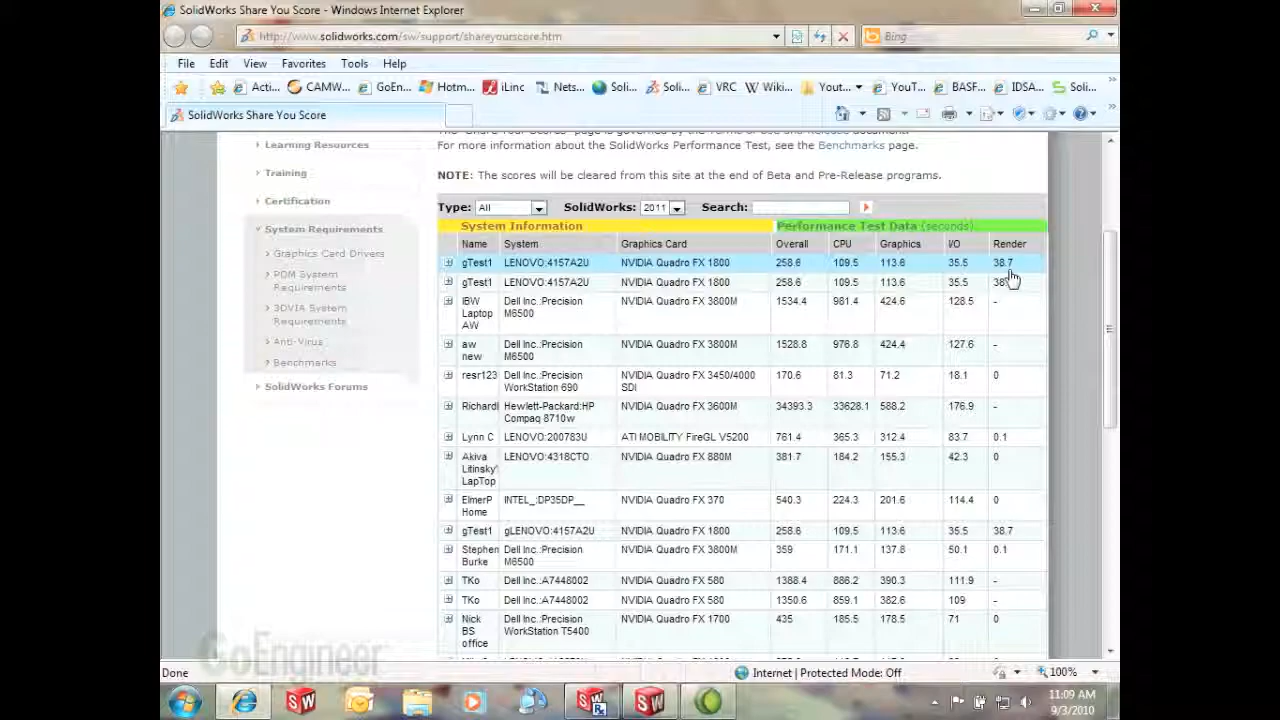 SolidWorks Share You Score - Windows Internet Explorer
http://www.solidworks.com/sw/support/shareyourscore.htm
Bing
File Edit View Favorites Tools Help
Acti... CAMW... GoEn... Hotm... iLinc Nets... Soli... Soli... VRC Wiki... Yout... YouT... BASF... IDSA... Soli...
SolidWorks Share You Score
For more information about the SolidWorks Performance Test, see the Benchmarks page.
NOTE: The scores will be cleared from this site at the end of Beta and Pre-Release programs.
Learning Resources
Training
Certification
System Requirements
Graphics Card Drivers
PDM System
Requirements
3DVIA System
Requirements
Anti-Virus
Benchmarks
SolidWorks Forums
Type: All SolidWorks: 2011 Search:
System Information Performance Test Data (seconds)
Name System Graphics Card Overall CPU Graphics I/O Render
gTest1 LENOVO:4157A2U NVIDIA Quadro FX 1800 258.6 109.5 113.6 35.5 38.7
gTest1 LENOVO:4157A2U NVIDIA Quadro FX 1800 258.6 109.5 113.6 35.5
IBW Dell Inc.:Precision NVIDIA Quadro FX 3800M 1534.4 981.4 424.6 128.5 -
Laptop M6500
AW
aw Dell Inc.:Precision NVIDIA Quadro FX 3800M 1528.8 976.8 424.4 127.6 -
new M6500
resr123 Dell Inc.:Precision NVIDIA Quadro FX 3450/4000 170.6 81.3 71.2 18.1 0
WorkStation 690 SDI
Richardi Hewlett-Packard:HP NVIDIA Quadro FX 3600M 34393.3 33628.1 588.2 176.9 -
Compaq 8710w
Lynn C LENOVO:200783U ATI MOBILITY FireGL V5200 761.4 365.3 312.4 83.7 0.1
Akiva LENOVO:4318CTO NVIDIA Quadro FX 880M 381.7 184.2 155.3 42.3 0
Litinsky'
LapTop
ElmerP INTEL_:DP35DP__ NVIDIA Quadro FX 370 540.3 224.3 201.6 114.4 0
Home
gTest1 gLENOVO:4157A2U NVIDIA Quadro FX 1800 258.6 109.5 113.6 35.5 38.7
Stephen Dell Inc.:Precision NVIDIA Quadro FX 3800M 359 171.1 137.8 50.1 0.1
Burke M6500
TKo Dell Inc.:A7448002 NVIDIA Quadro FX 580 1388.4 886.2 390.3 111.9 -
TKo Dell Inc.:A7448002 NVIDIA Quadro FX 580 1350.6 859.1 382.6 109 -
Nick Dell Inc.:Precision NVIDIA Quadro FX 1700 435 185.5 178.5 71 0
BS WorkStation T5400
office
GoEngineer
Done Internet | Protected Mode: Off 100%
11:09 AM
9/3/2010